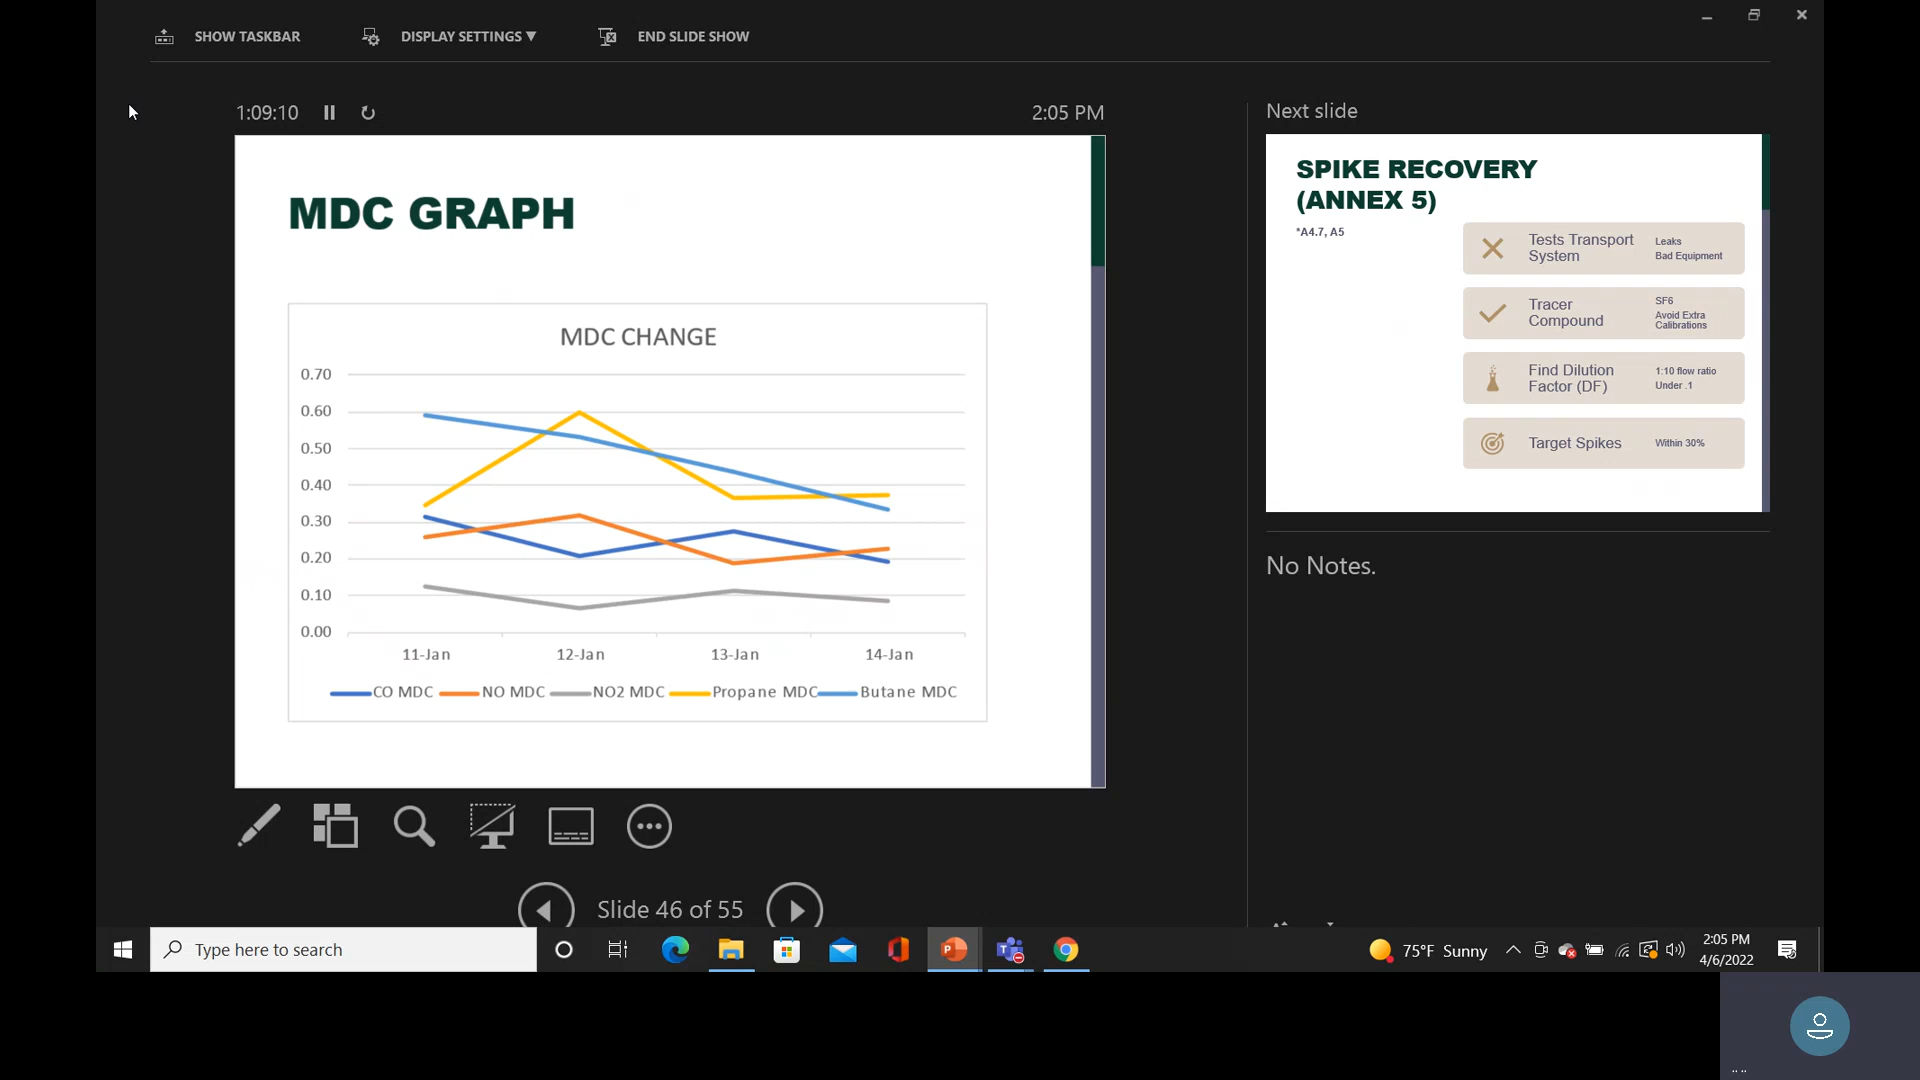 SHOW TASKBAR
DISPLAY SETTINGS ▼
END SLIDE SHOW
1:09:10
2:05 PM
MDC GRAPH
MDC CHANGE
0.70
0.60
0.50
0.40
0.30
0.20
0.10
0.00
11-Jan 12-Jan 13-Jan 14-Jan
CO MDC NO MDC NO2 MDC Propane MDC Butane MDC
Slide 46 of 55
Next slide
SPIKE RECOVERY
(ANNEX 5)
*A4.7, A5
Tests Transport
System
Leaks
Bad Equipment
Tracer
Compound
SF6
Avoid Extra
Calibrations
Find Dilution
Factor (DF)
1:10 flow ratio
Under .1
Target Spikes
Within 30%
No Notes.
Type here to search
75°F Sunny
2:05 PM
4/6/2022